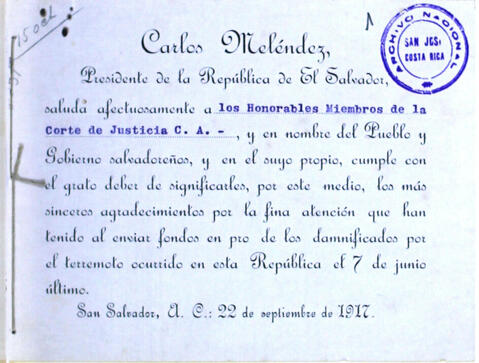 15 oct
1
ARCHIVO NACIONAL
SAN JOSE
COSTA RICA
Carlos Meléndez,
Presidente de la República de El Salvador,
saluda afectuosamente a los Honorables Miembros de la
Corte de Justicia C. A.- , y en nombre del Pueblo y
Gobierno salvadoreños, y en el suyo propio, cumple con
el grato deber de significarles, por este medio, los más
sinceros agradecimientos por la fina atención que han
tenido al enviar fondos en pro de los damnificados por
el terremoto ocurrido en esta República el 7 de junio
último.
San Salvador, A. C.: 22 de septiembre de 1917.